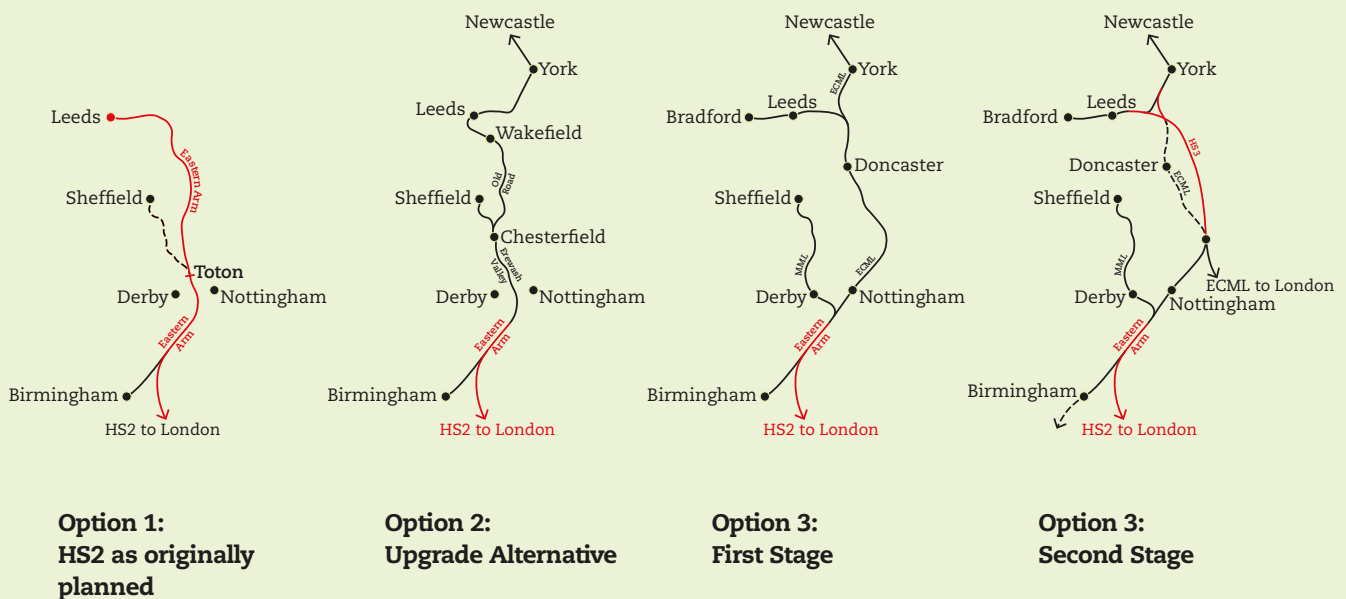 Leeds
Eastern Arm
Sheffield
Toton
Derby
Nottingham
Eastern
Arm
Birmingham
HS2 to London
Option 1:
HS2 as originally
planned
Newcastle
York
Leeds
Wakefield
Old
Road
Sheffield
Chesterfield
Erewash
Valley
Derby
Nottingham
Eastern
Arm
Birmingham
HS2 to London
Option 2:
Upgrade Alternative
Newcastle
York
ECML
Bradford
Leeds
Doncaster
Sheffield
MML
ECML
Derby
Nottingham
Eastern
Arm
Birmingham
HS2 to London
Option 3:
First Stage
Newcastle
York
Bradford
Leeds
HS3
Doncaster
ECML
Sheffield
MML
ECML to London
Derby
Nottingham
Eastern
Arm
Birmingham
HS2 to London
Option 3:
Second Stage